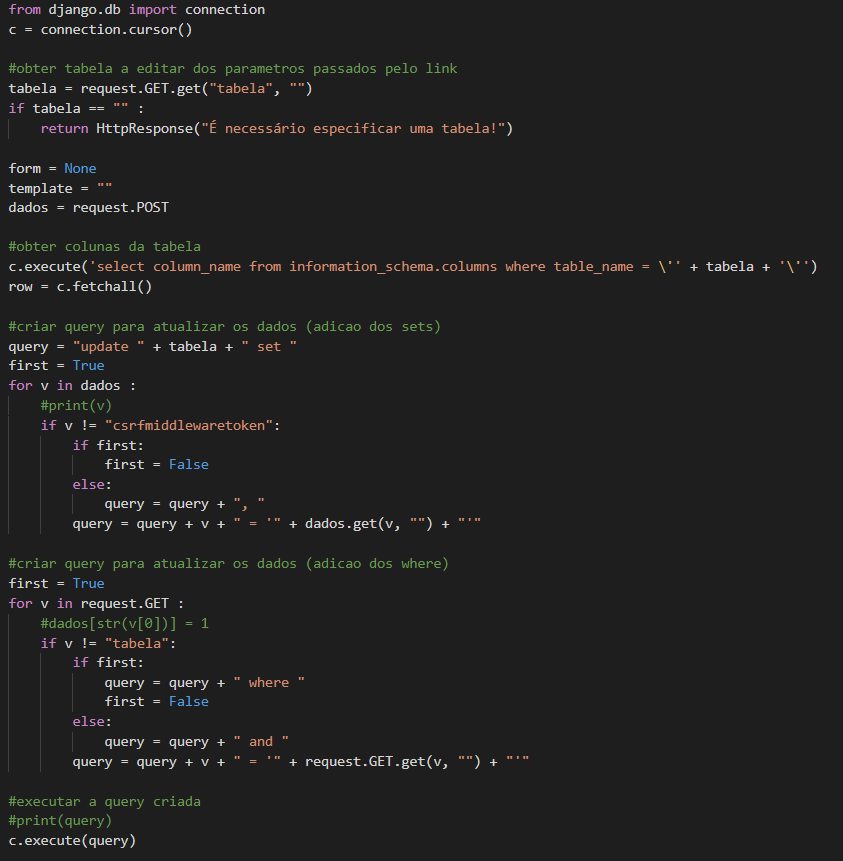 from django.db import connection
c = connection.cursor()
#obter tabela a editar dos parametros passados pelo link
tabela = request.GET.get("tabela", "")
if tabela == "" :
    return HttpResponse("É necessário especificar uma tabela!")
form = None
template = ""
dados = request.POST
#obter colunas da tabela
c.execute('select column_name from information_schema.columns where table_name = \'' + tabela + '\'')
row = c.fetchall()
#criar query para atualizar os dados (adicao dos sets)
query = "update " + tabela + " set "
first = True
for v in dados :
    #print(v)
    if v != "csrfmiddlewaretoken":
        if first:
            first = False
        else:
            query = query + ", "
        query = query + v + " = '" + dados.get(v, "") + "'"
#criar query para atualizar os dados (adicao dos where)
first = True
for v in request.GET :
    #dados[str(v[0])] = 1
    if v != "tabela":
        if first:
            query = query + " where "
            first = False
        else:
            query = query + " and "
        query = query + v + " = '" + request.GET.get(v, "") + "'"
#executar a query criada
#print(query)
c.execute(query)